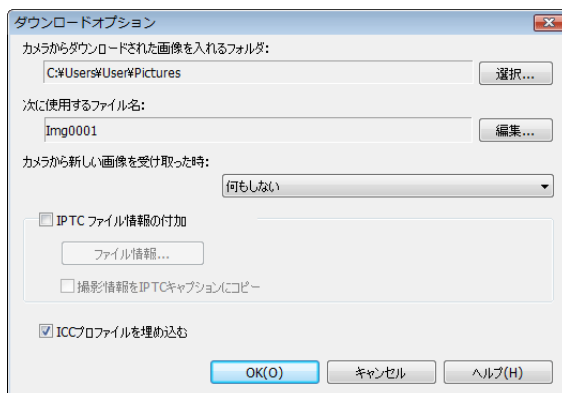 ダウンロードオプション
カメラからダウンロードされた画像を入れるフォルダ:
C:¥Users¥User¥Pictures
選択...
次に使用するファイル名:
Img0001
編集...
カメラから新しい画像を受け取った時:
何もしない
IPTC ファイル情報の付加
ファイル情報...
撮影情報をIPTCキャプションにコピー
ICCプロファイルを埋め込む
OK(O)
キャンセル
ヘルプ(H)